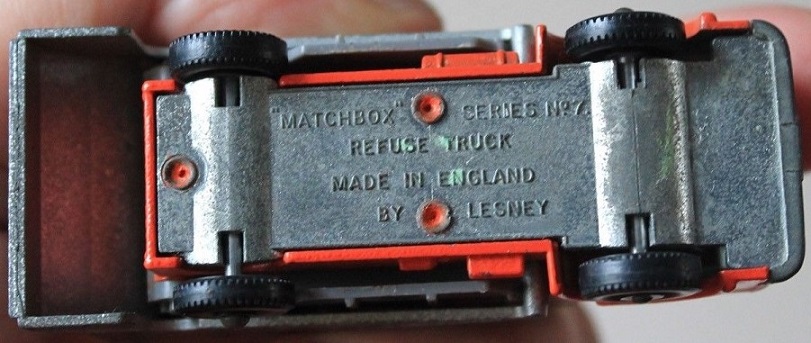 "MATCHBOX" SERIES Nº7.
REFUSE TRUCK
MADE IN ENGLAND
BY LESNEY